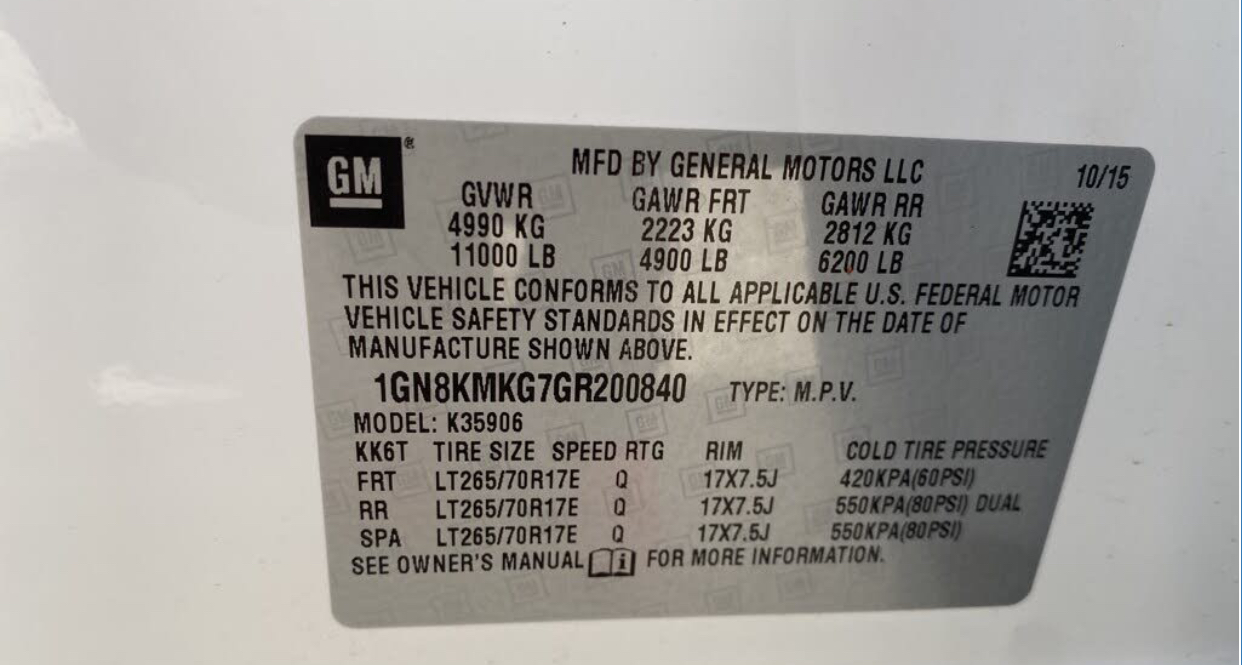 GM®
MFD BY GENERAL MOTORS LLC 10/15
GVWR GAWR FRT GAWR RR
4990 KG 2223 KG 2812 KG
11000 LB 4900 LB 6200 LB
THIS VEHICLE CONFORMS TO ALL APPLICABLE U.S. FEDERAL MOTOR
VEHICLE SAFETY STANDARDS IN EFFECT ON THE DATE OF
MANUFACTURE SHOWN ABOVE.
1GN8KMKG7GR200840 TYPE: M.P.V.
MODEL: K35906
KK6T TIRE SIZE SPEED RTG RIM COLD TIRE PRESSURE
FRT LT265/70R17E Q 17X7.5J 420KPA(60PSI)
RR LT265/70R17E Q 17X7.5J 550KPA(80PSI) DUAL
SPA LT265/70R17E Q 17X7.5J 550KPA(80PSI)
SEE OWNER'S MANUAL FOR MORE INFORMATION.